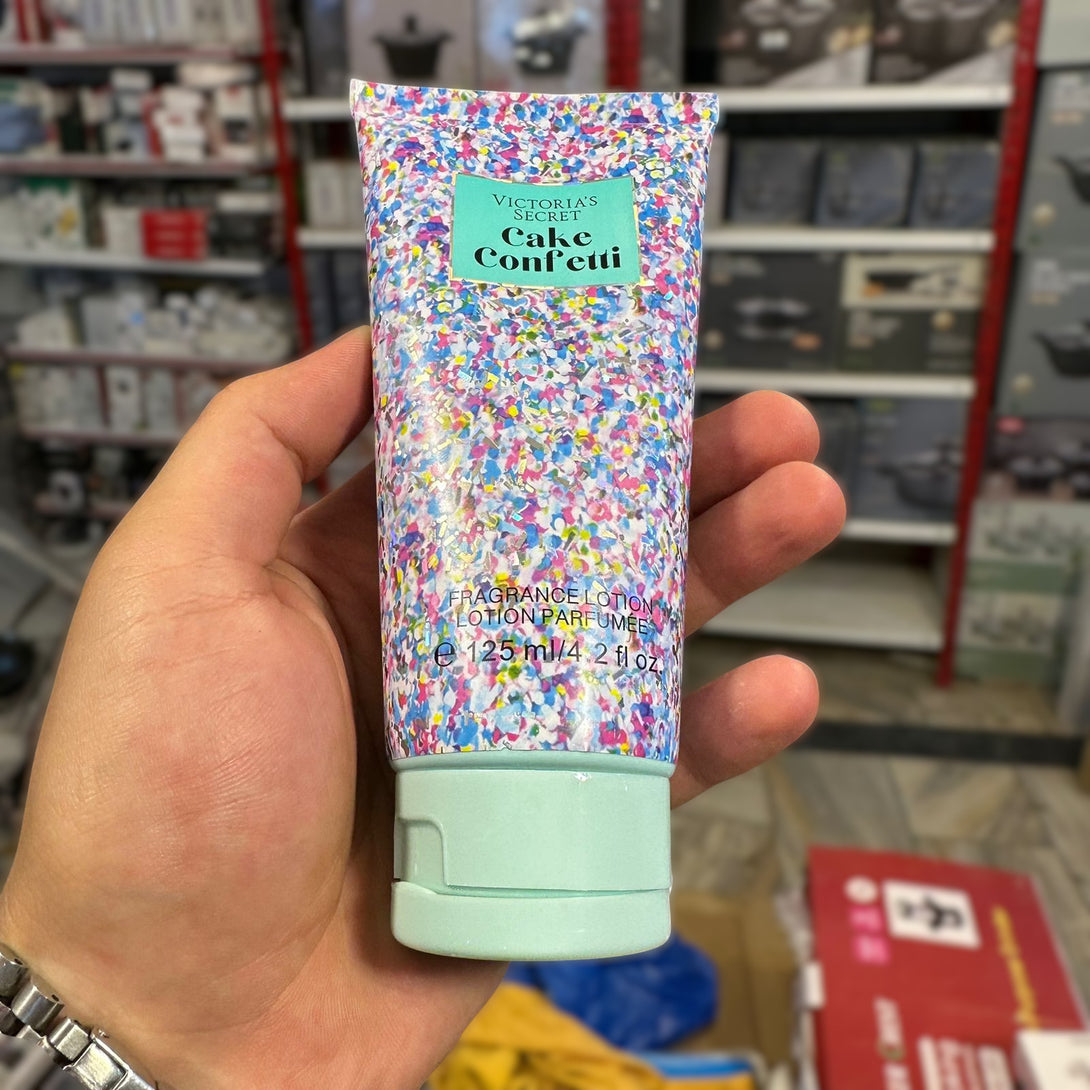 VICTORIA'S
SECRET
Cake
Confetti
FRAGRANCE LOTION
LOTION PARFUMÉE
℮ 125 ml/4.2 fl oz.